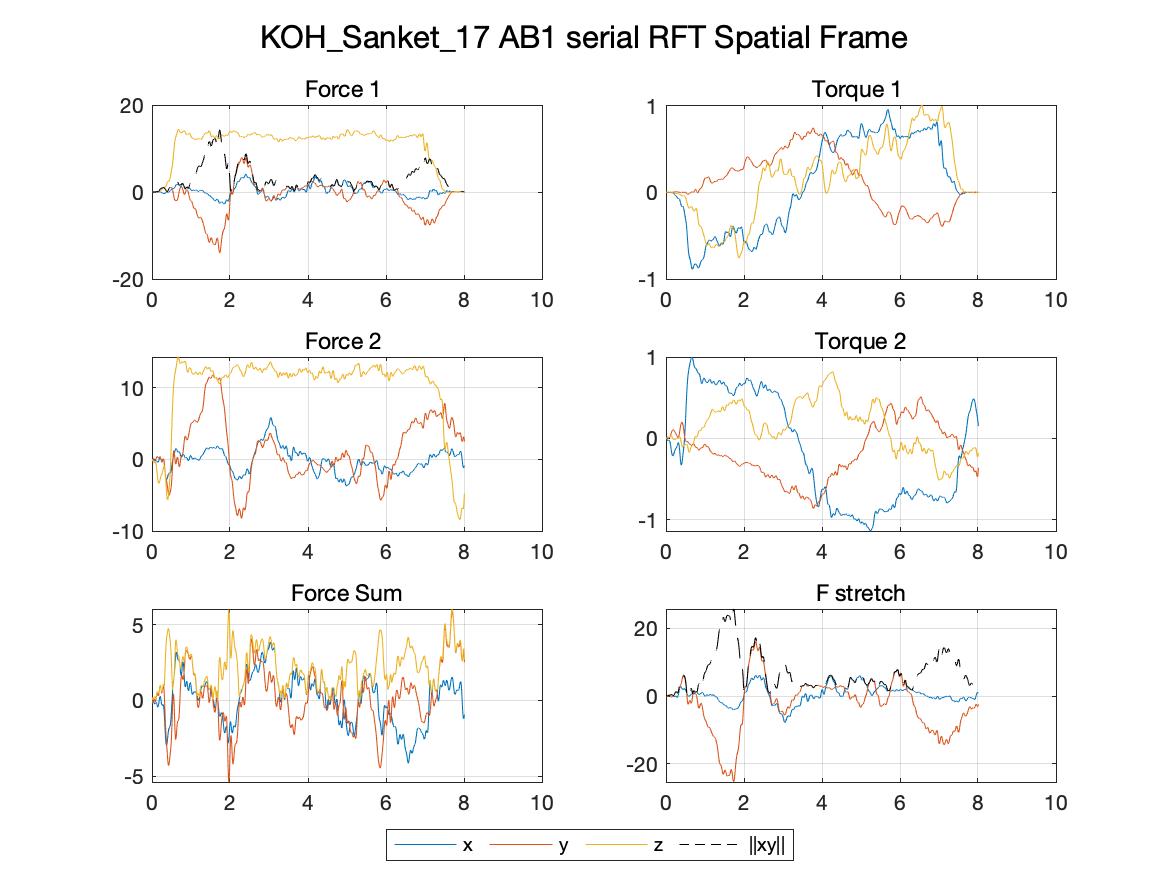 KOH_Sanket_17 AB1 serial RFT Spatial Frame
Force 1
20
0
-20
0 2 4 6 8 10
Torque 1
1
0
-1
0 2 4 6 8 10
Force 2
10
0
-10
0 2 4 6 8 10
Torque 2
1
0
-1
0 2 4 6 8 10
Force Sum
5
0
-5
0 2 4 6 8 10
F stretch
20
0
-20
0 2 4 6 8 10
x y z ||xy||